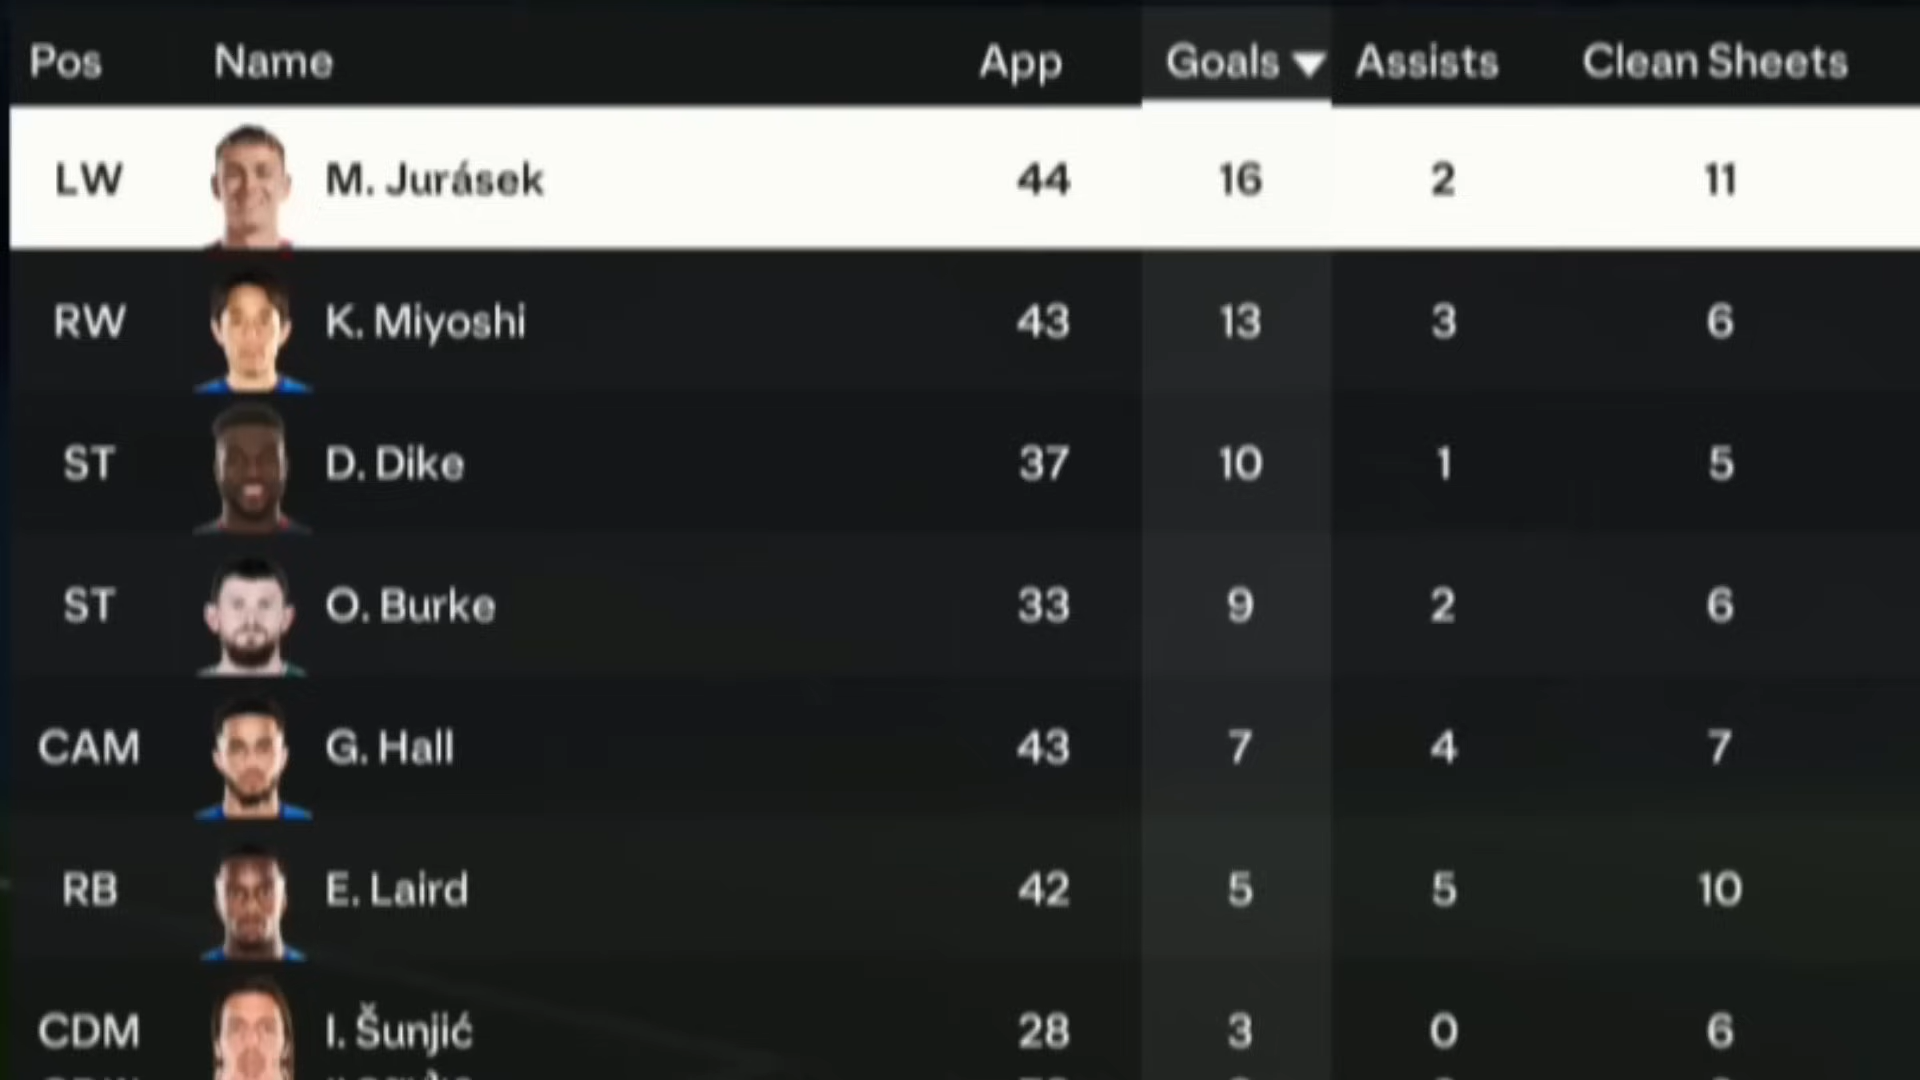 Pos Name App Goals ▼ Assists Clean Sheets
LW M. Jurásek 44 16 2 11
RW K. Miyoshi 43 13 3 6
ST D. Dike 37 10 1 5
ST O. Burke 33 9 2 6
CAM G. Hall 43 7 4 7
RB E. Laird 42 5 5 10
CDM I. Šunjić 28 3 0 6